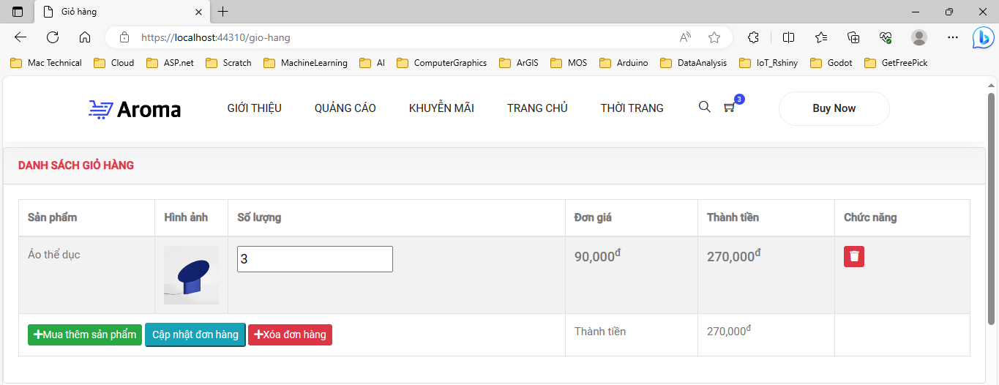 Giỏ hàng
https://localhost:44310/gio-hang
Mac Technical Cloud ASP.net Scratch MachineLearning AI ComputerGraphics ArGIS MOS Arduino DataAnalysis IoT_Rshiny Godot GetFreePick
Aroma GIỚI THIỆU QUẢNG CÁO KHUYỄN MÃI TRANG CHỦ THỜI TRANG 3 Buy Now
DANH SÁCH GIỎ HÀNG
Sản phẩm Hình ảnh Số lượng Đơn giá Thành tiền Chức năng
Áo thể dục 3 90,000đ 270,000đ
Mua thêm sản phẩm Cập nhật đơn hàng Xóa đơn hàng Thành tiền 270,000đ